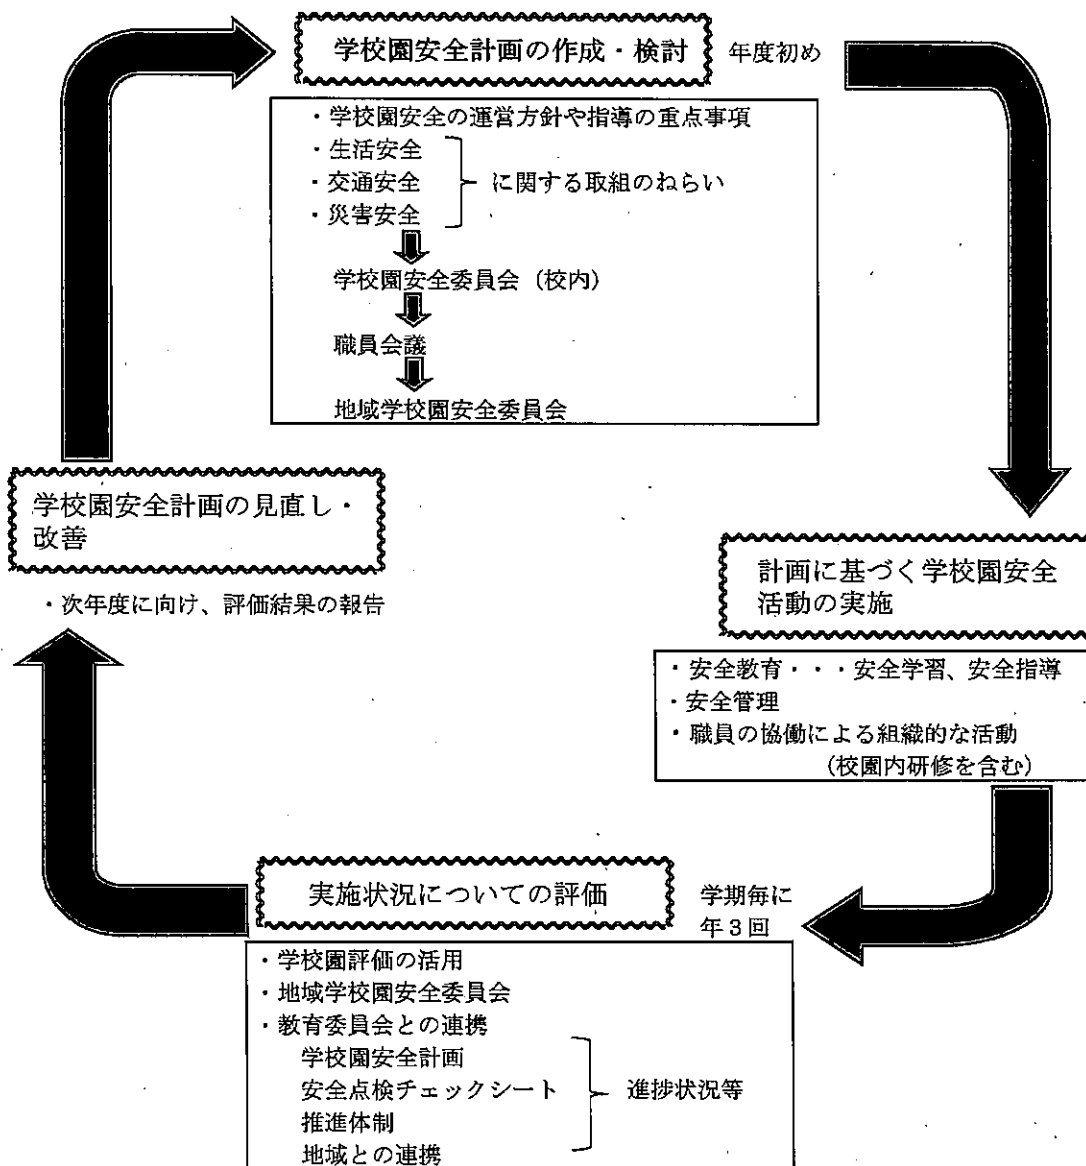 学校園安全計画の作成・検討
年度初め
・学校園安全の運営方針や指導の重点事項
・生活安全
・交通安全
・災害安全
に関する取組のねらい
学校園安全委員会（校内）
職員会議
地域学校園安全委員会
計画に基づく学校園安全
活動の実施
・安全教育・・・安全学習、安全指導
・安全管理
・職員の協働による組織的な活動
（校園内研修を含む）
実施状況についての評価
学期毎に
年３回
・学校園評価の活用
・地域学校園安全委員会
・教育委員会との連携
学校園安全計画
安全点検チェックシート
推進体制
地域との連携
進捗状況等
学校園安全計画の見直し・
改善
・次年度に向け、評価結果の報告